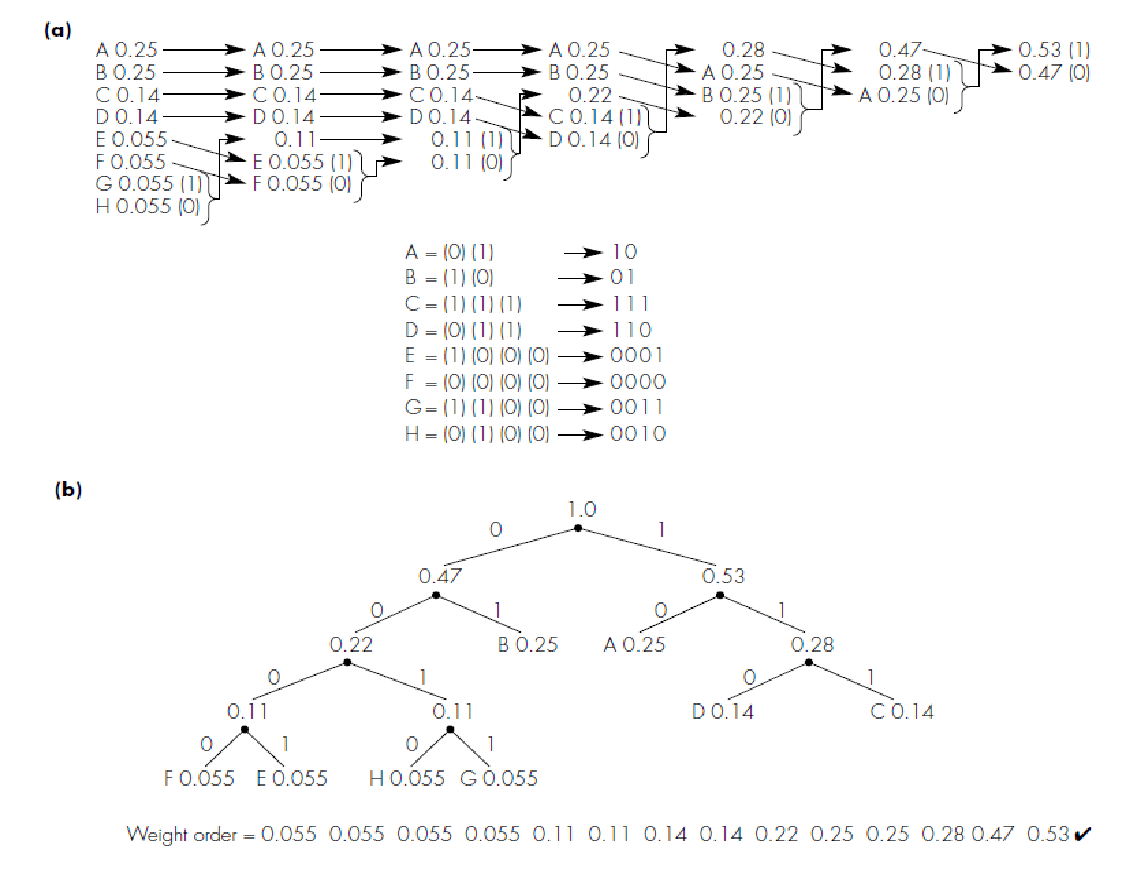 (a)
A 0.25 A 0.25 A 0.25 A 0.25 0.28 0.47 0.53 (1)
B 0.25 B 0.25 B 0.25 B 0.25 A 0.25 0.28 (1) 0.47 (0)
C 0.14 C 0.14 C 0.14 0.22 B 0.25 (1) A 0.25 (0)
D 0.14 D 0.14 D 0.14 C 0.14 (1) 0.22 (0)
E 0.055 0.11 0.11 (1) D 0.14 (0)
F 0.055 E 0.055 (1) 0.11 (0)
G 0.055 (1) F 0.055 (0)
H 0.055 (0)
A = (0) (1) 10
B = (1) (0) 01
C = (1) (1) (1) 111
D = (0) (1) (1) 110
E = (1) (0) (0) (0) 0001
F = (0) (0) (0) (0) 0000
G = (1) (1) (0) (0) 0011
H = (0) (1) (0) (0) 0010
(b)
1.0
0 1
0.47 0.53
0 1 0 1
0.22 B 0.25 A 0.25 0.28
0 1 0 1
0.11 0.11 D 0.14 C 0.14
0 1 0 1
F 0.055 E 0.055 H 0.055 G 0.055
Weight order = 0.055 0.055 0.055 0.055 0.11 0.11 0.14 0.14 0.22 0.25 0.25 0.28 0.47 0.53 ✔